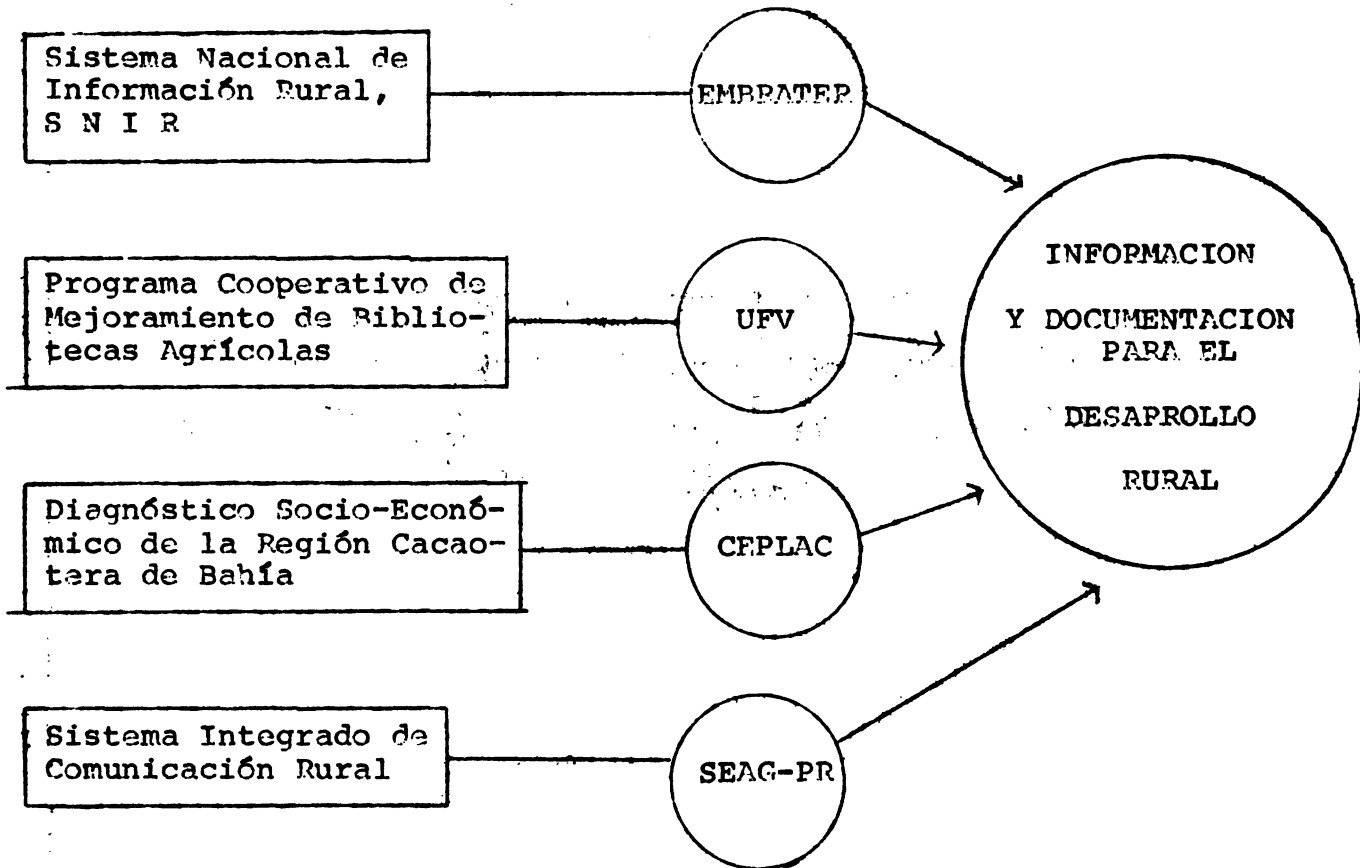 Sistema Nacional de
Información Rural,
S N I R
EMBRATER
Programa Cooperativo de
Mejoramiento de Biblio-
tecas Agrícolas
UFV
Diagnóstico Socio-Econó-
mico de la Región Cacao-
tera de Bahía
CEPLAC
Sistema Integrado de
Comunicación Rural
SEAG-PR
INFORMACION
Y DOCUMENTACION
PARA EL
DESARROLLO
RURAL